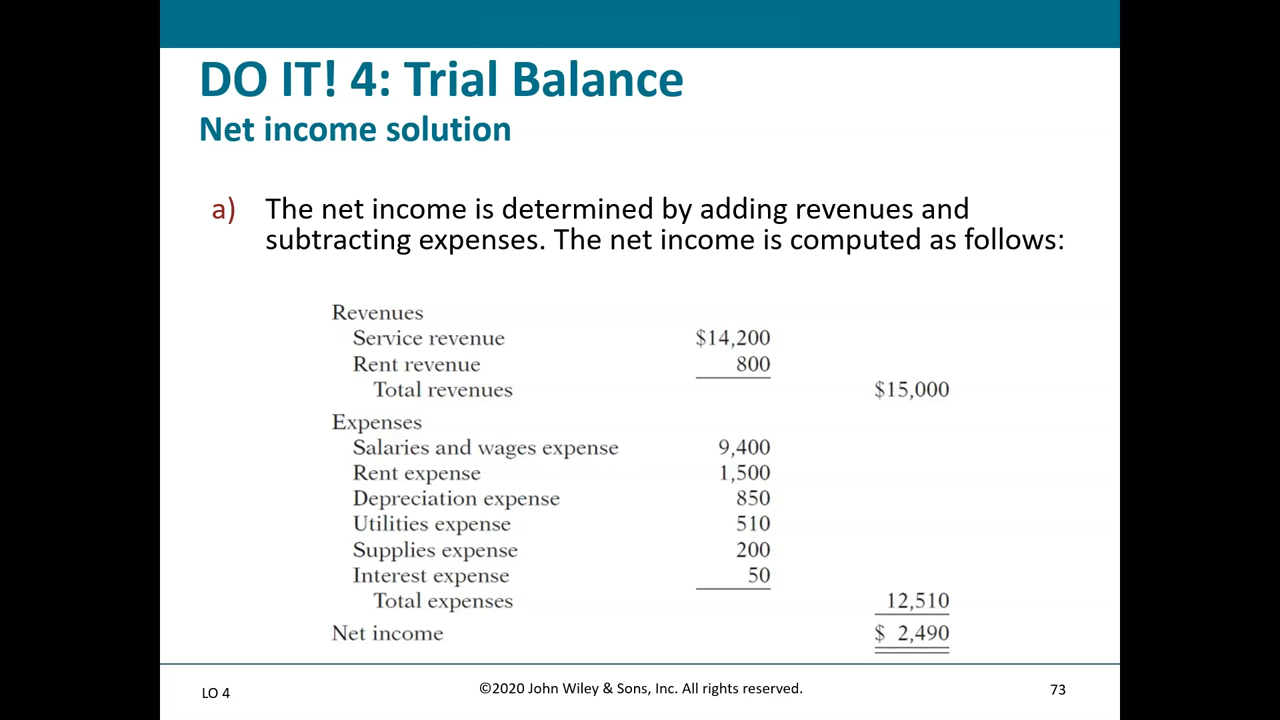 DO IT! 4: Trial Balance
Net income solution
a) The net income is determined by adding revenues and
subtracting expenses. The net income is computed as follows:
Revenues
Service revenue $14,200
Rent revenue 800
Total revenues $15,000
Expenses
Salaries and wages expense 9,400
Rent expense 1,500
Depreciation expense 850
Utilities expense 510
Supplies expense 200
Interest expense 50
Total expenses 12,510
Net income $ 2,490
LO 4 ©2020 John Wiley & Sons, Inc. All rights reserved. 73